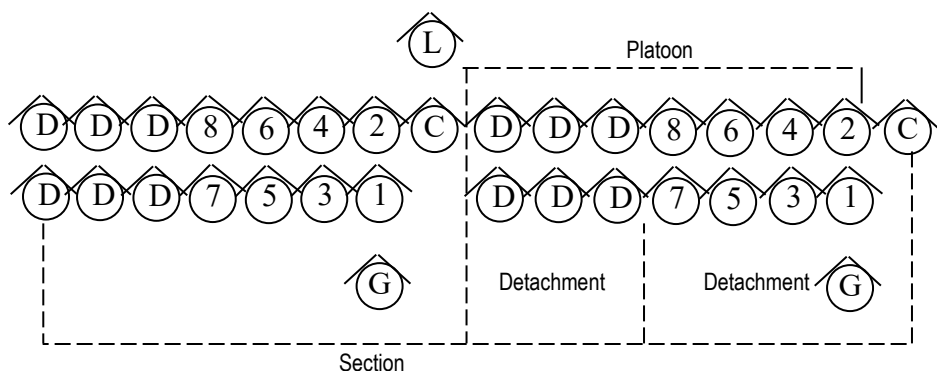 L
Platoon
D D D 8 6 4 2 C D D D 8 6 4 2 C
D D D 7 5 3 1 D D D 7 5 3 1
G Detachment Detachment G
Section